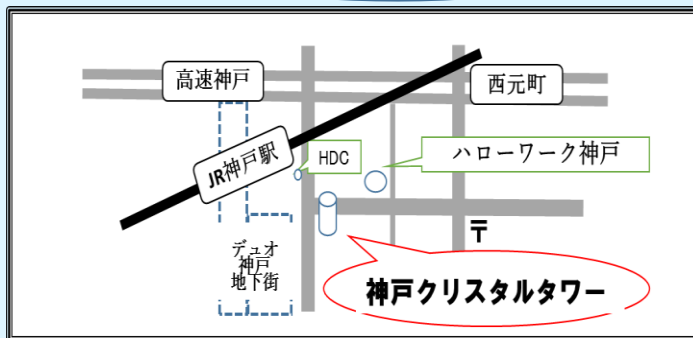 高速神戸
西元町
JR神戸駅
HDC
ハローワーク神戸
〒
デュオ
神戸
地下街
神戸クリスタルタワー